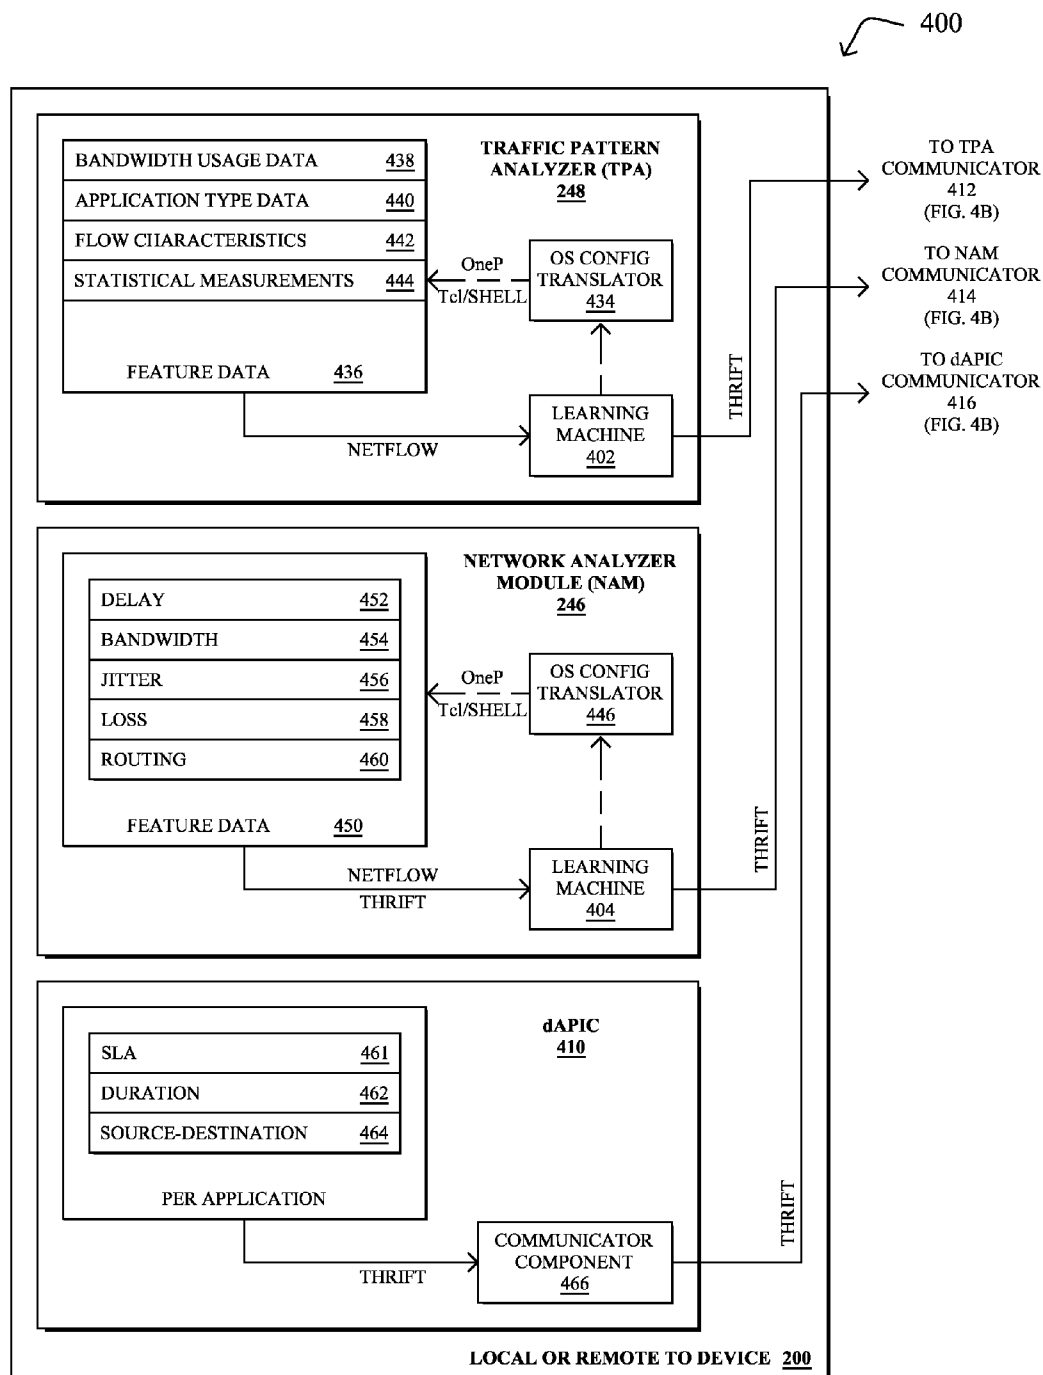 400
TRAFFIC PATTERN
ANALYZER (TPA)
248
BANDWIDTH USAGE DATA 438
APPLICATION TYPE DATA 440
FLOW CHARACTERISTICS 442
STATISTICAL MEASUREMENTS 444
FEATURE DATA 436
OneP
Tcl/SHELL
OS CONFIG
TRANSLATOR
434
NETFLOW
LEARNING
MACHINE
402
THRIFT
TO TPA
COMMUNICATOR
412
(FIG. 4B)
TO NAM
COMMUNICATOR
414
(FIG. 4B)
TO dAPIC
COMMUNICATOR
416
(FIG. 4B)
NETWORK ANALYZER
MODULE (NAM)
246
DELAY 452
BANDWIDTH 454
JITTER 456
LOSS 458
ROUTING 460
FEATURE DATA 450
OneP
Tcl/SHELL
OS CONFIG
TRANSLATOR
446
NETFLOW
THRIFT
LEARNING
MACHINE
404
THRIFT
dAPIC
410
SLA 461
DURATION 462
SOURCE-DESTINATION 464
PER APPLICATION
THRIFT
COMMUNICATOR
COMPONENT
466
THRIFT
LOCAL OR REMOTE TO DEVICE 200